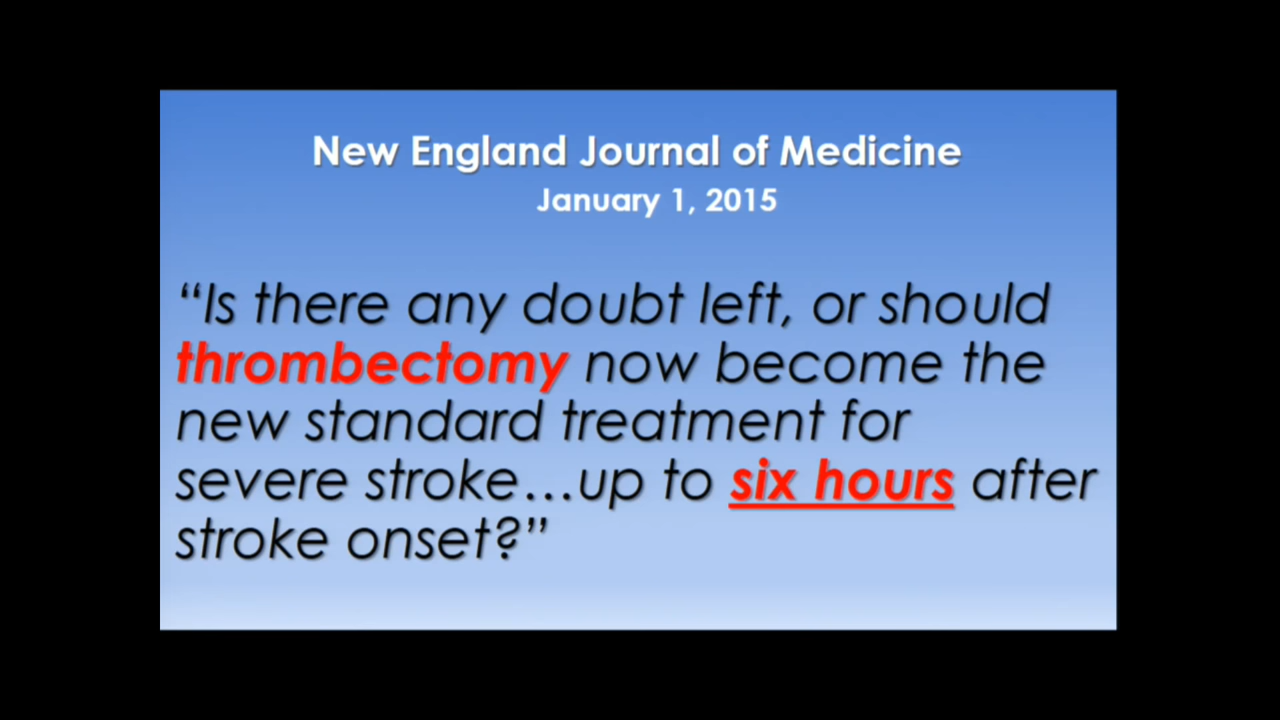 New England Journal of Medicine
January 1, 2015
“Is there any doubt left, or should
thrombectomy now become the
new standard treatment for
severe stroke…up to six hours after
stroke onset?”